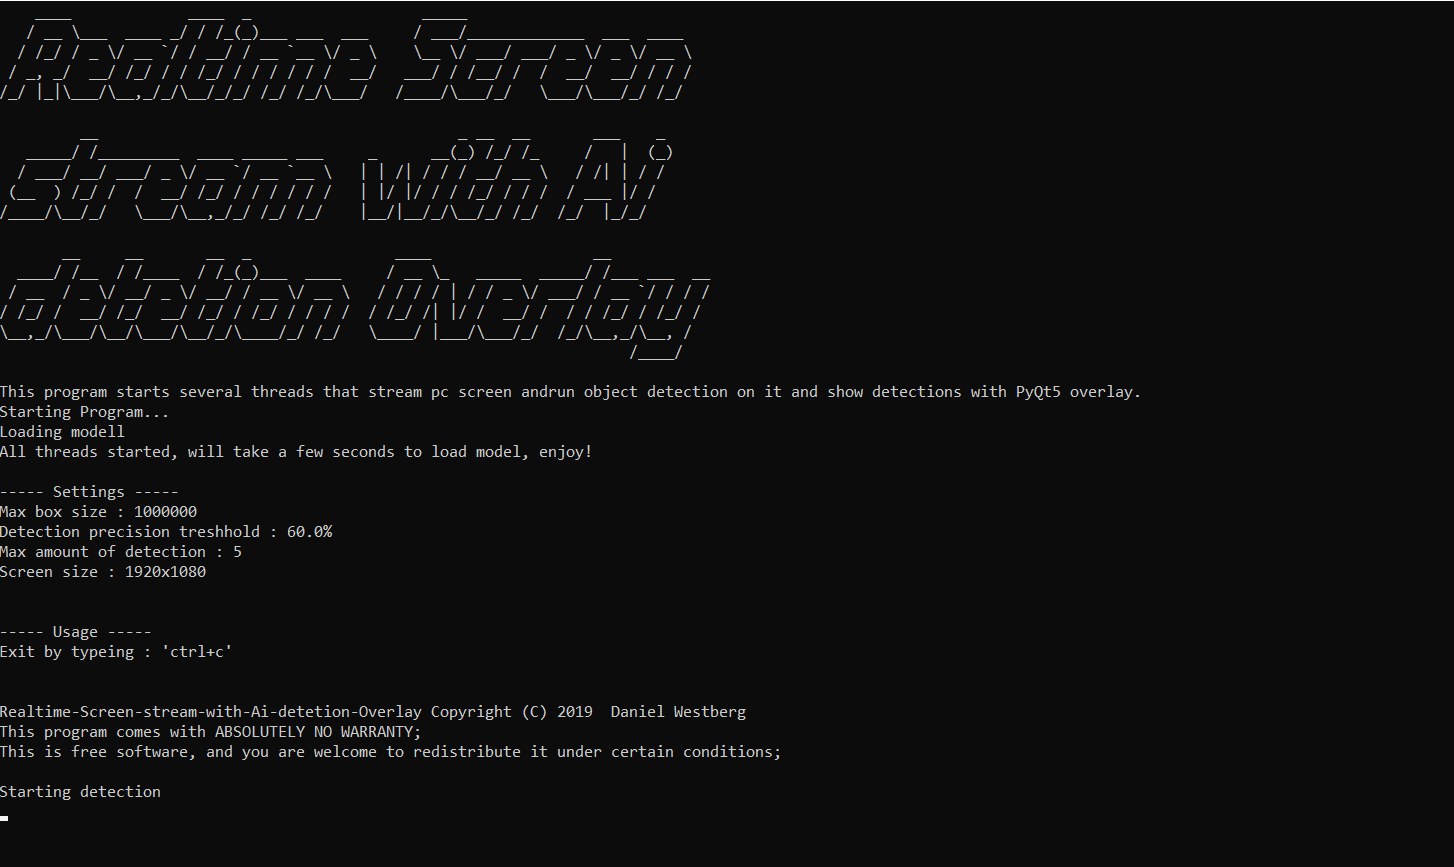 Realtime Screen
stream with Ai
detetion Overlay
This program starts several threads that stream pc screen andrun object detection on it and show detections with PyQt5 overlay.
Starting Program...
Loading modell
All threads started, will take a few seconds to load model, enjoy!
----- Settings -----
Max box size : 1000000
Detection precision treshhold : 60.0%
Max amount of detection : 5
Screen size : 1920x1080
----- Usage -----
Exit by typeing : 'ctrl+c'
Realtime-Screen-stream-with-Ai-detetion-Overlay Copyright (C) 2019  Daniel Westberg
This program comes with ABSOLUTELY NO WARRANTY;
This is free software, and you are welcome to redistribute it under certain conditions;
Starting detection